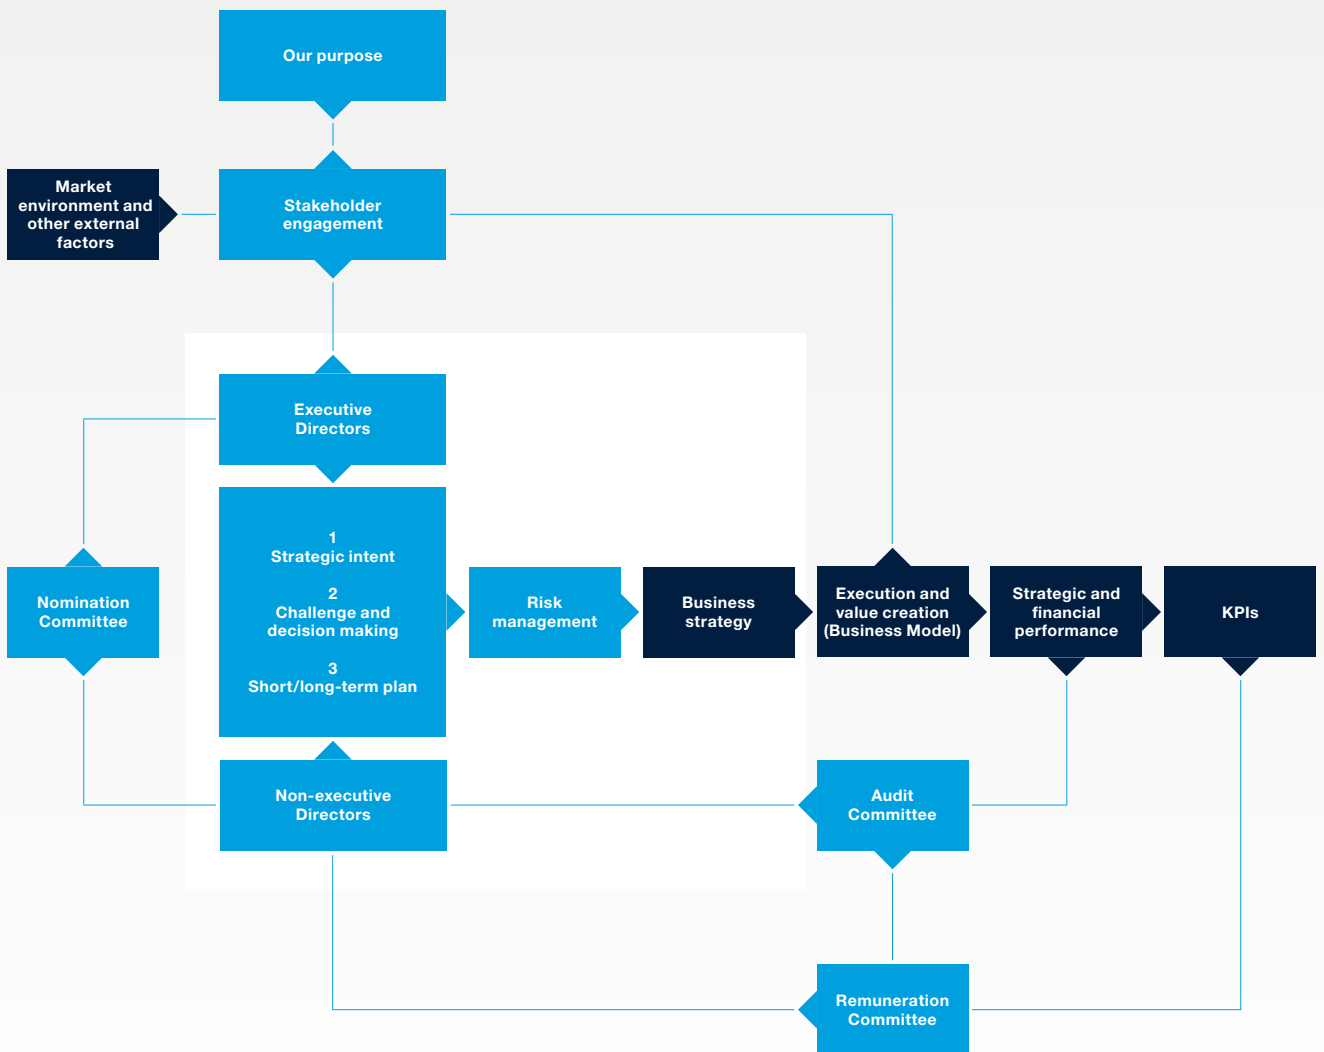 Our purpose
Market
environment and
other external
factors
Stakeholder
engagement
Executive
Directors
1
Strategic intent
2
Challenge and
decision making
3
Short/long-term plan
Nomination
Committee
Risk
management
Business
strategy
Execution and
value creation
(Business Model)
Strategic and
financial
performance
KPIs
Non-executive
Directors
Audit
Committee
Remuneration
Committee